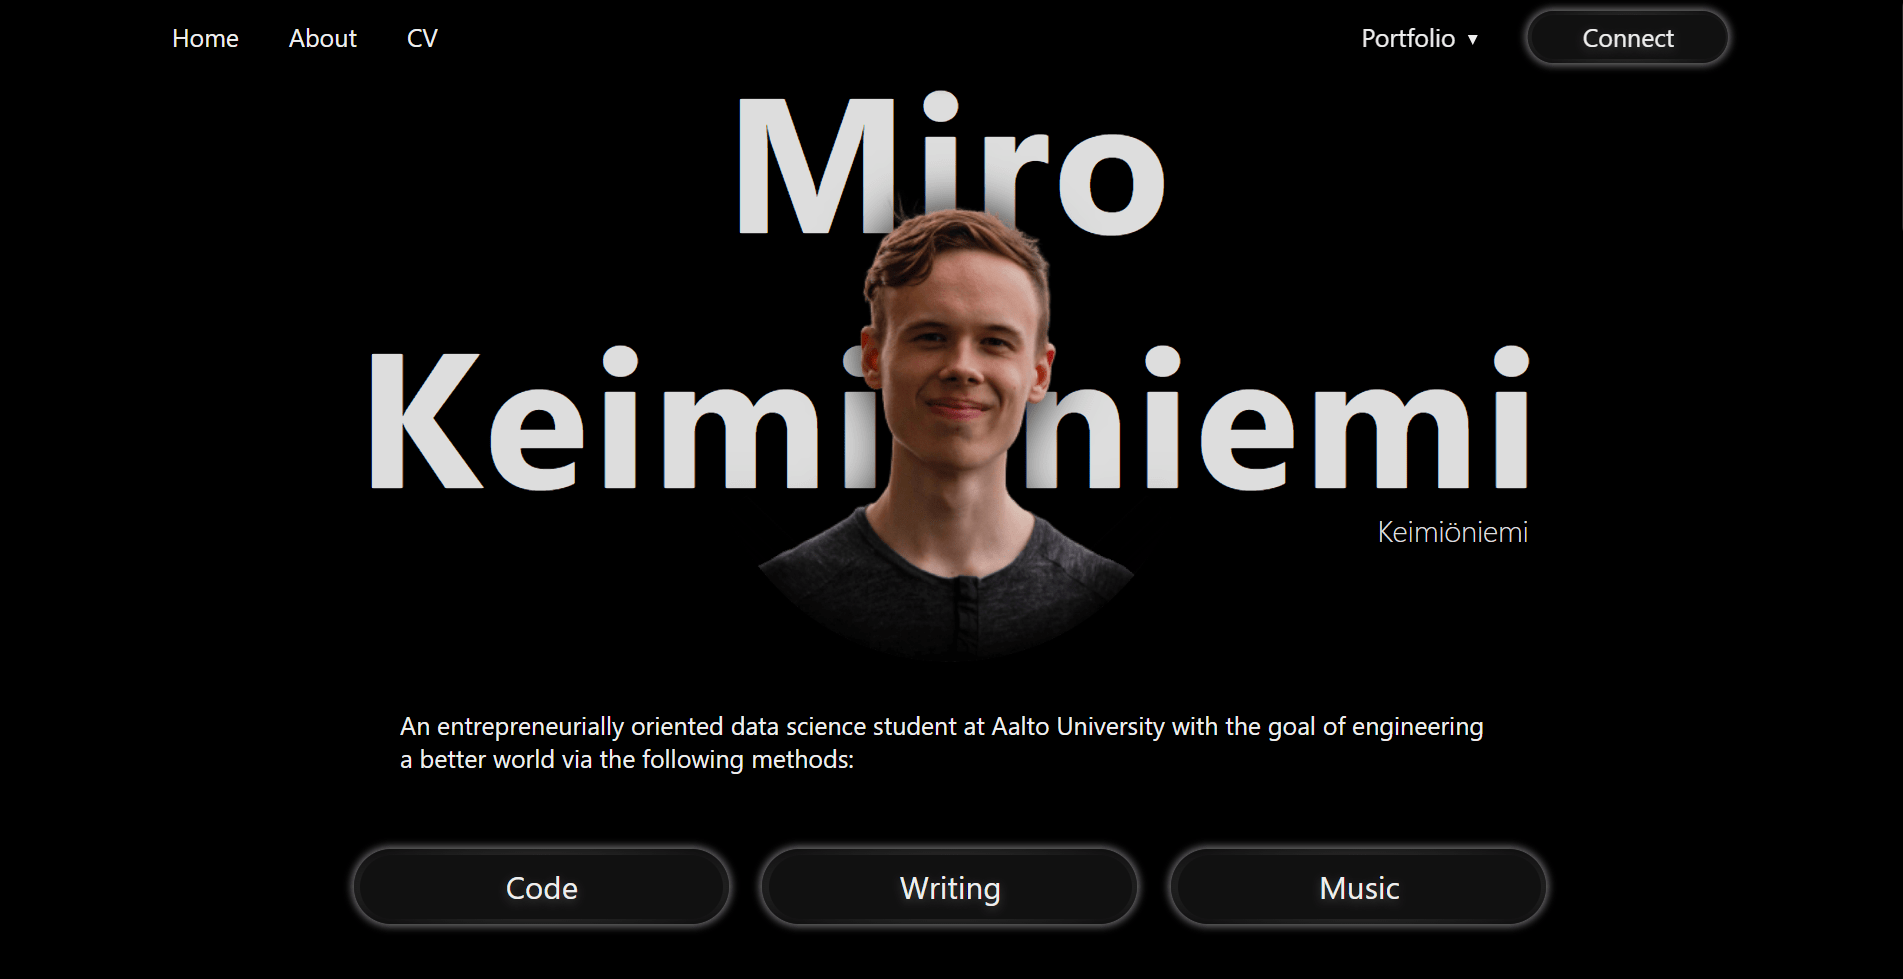 Home About CV Portfolio ▼ Connect
Miro
Keimi niemi
Keimiöniemi
An entrepreneurially oriented data science student at Aalto University with the goal of engineering
a better world via the following methods:
Code Writing Music